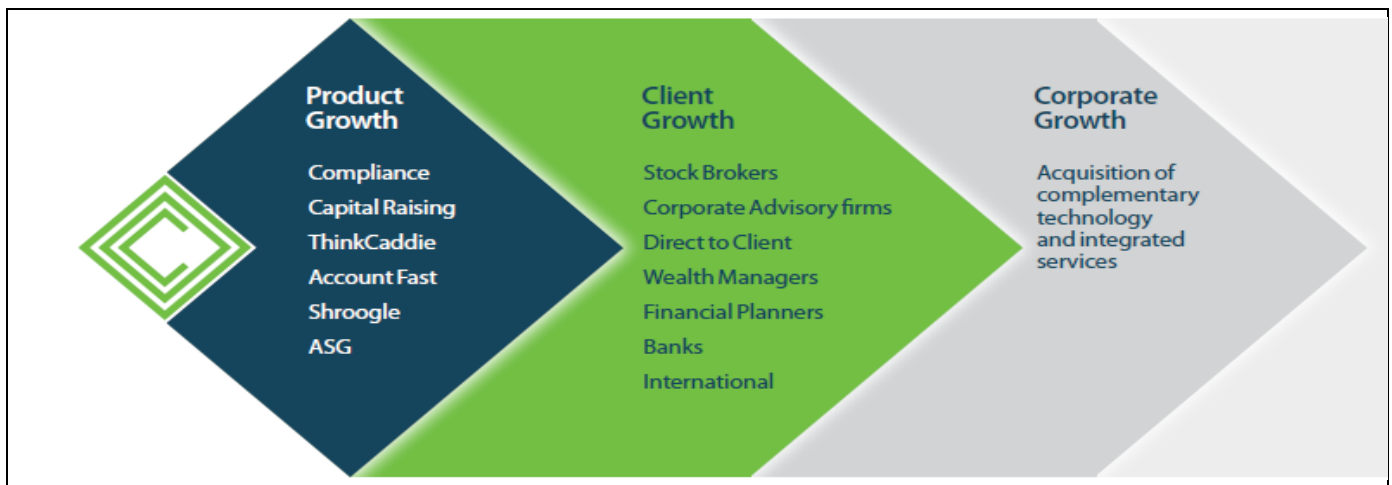 Product
Growth
Compliance
Capital Raising
ThinkCaddie
Account Fast
Shroogle
ASG
Client
Growth
Stock Brokers
Corporate Advisory firms
Direct to Client
Wealth Managers
Financial Planners
Banks
International
Corporate
Growth
Acquisition of
complementary
technology
and integrated
services